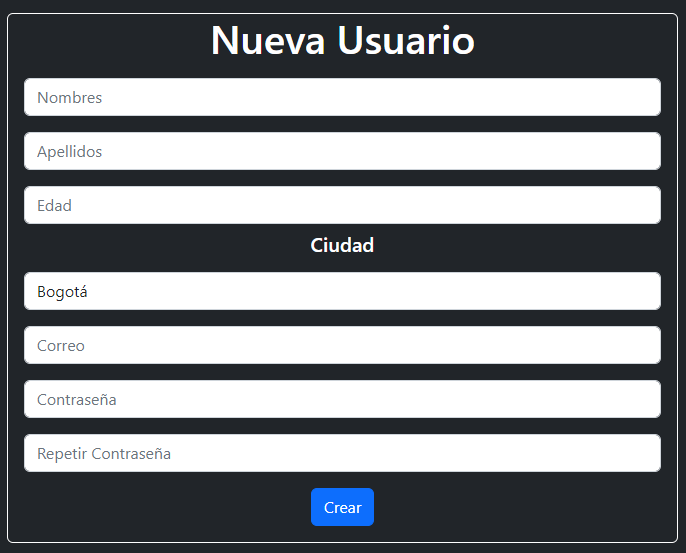 Nueva Usuario
Nombres
Apellidos
Edad
Ciudad
Bogotá
Correo
Contraseña
Repetir Contraseña
Crear